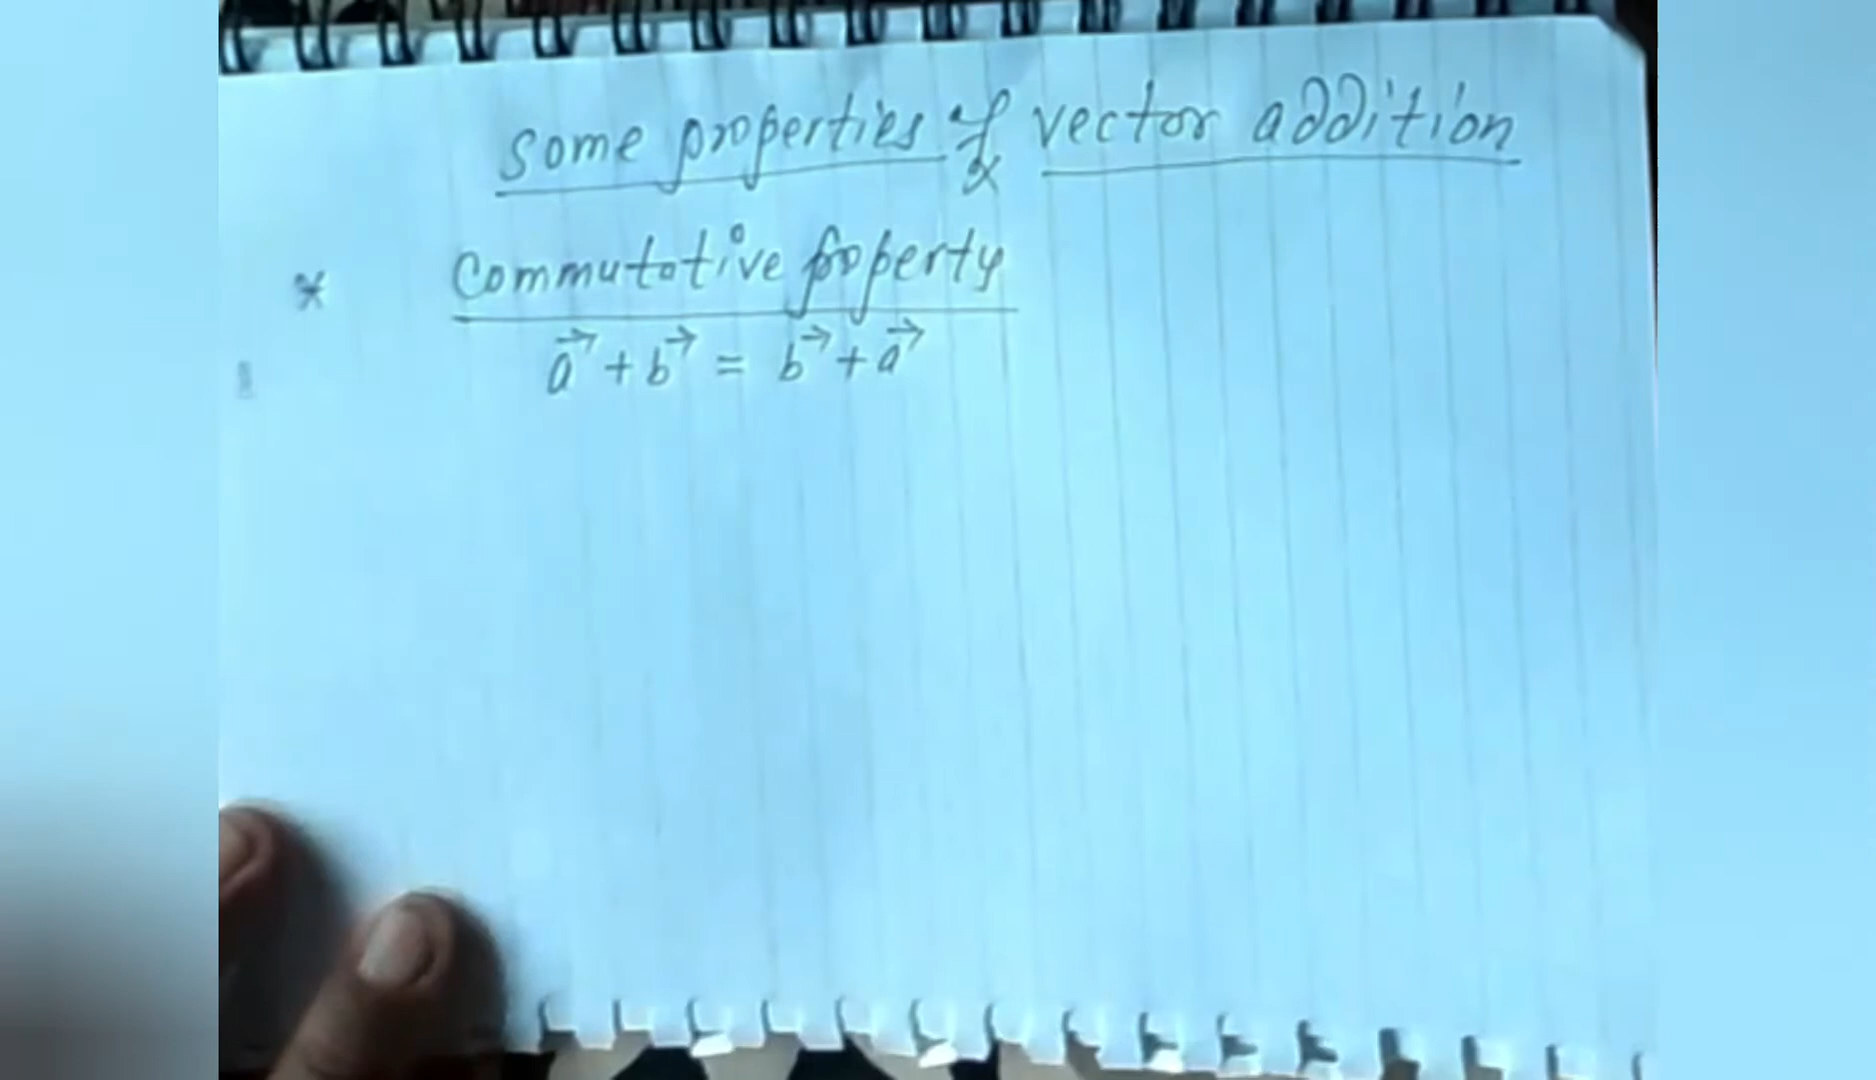 some properties of vector addition
* Commutative property
a⃗ + b⃗ = b⃗ + a⃗